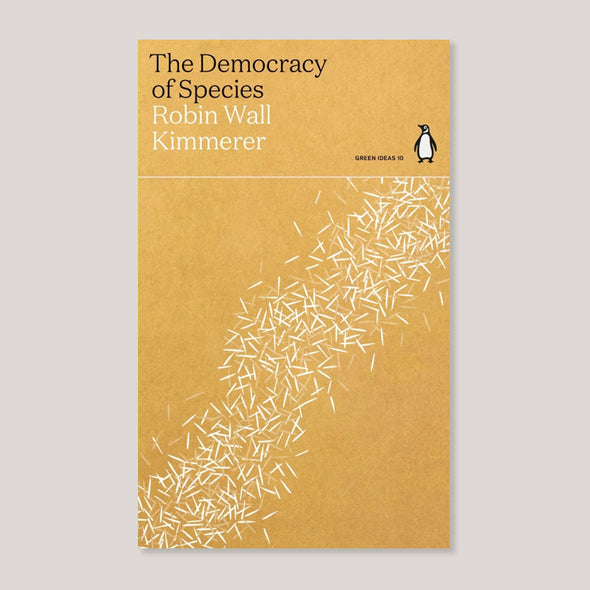 The Democracy
of Species
Robin Wall
Kimmerer
GREEN IDEAS 10